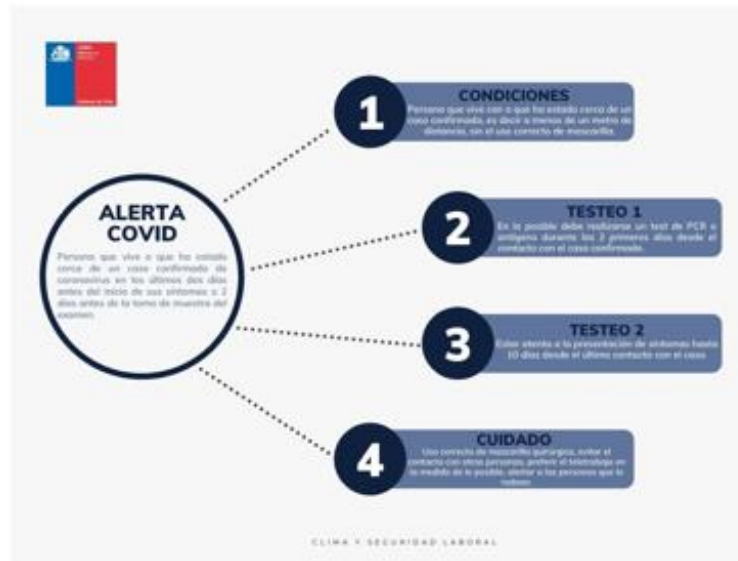 ALERTA
COVID
Persona que vive o que ha estado
cerca de un caso confirmado de
coronavirus en los últimos dos días
antes del inicio de sus síntomas o 2
días antes de la toma de muestra del
examen.
1
CONDICIONES
Persona que vive con o que ha estado cerca de un
caso confirmado, es decir a menos de un metro de
distancia, sin el uso correcto de mascarilla.
2
TESTEO 1
En lo posible debe realizarse un test de PCR o
antígeno durante los 2 primeros días desde el
contacto con el caso confirmado.
3
TESTEO 2
Estar atento a la presentación de síntomas hasta
10 días desde el último contacto con el caso
4
CUIDADO
Uso correcto de mascarilla quirúrgica, evitar el
contacto con otras personas, preferir el teletrabajo en
la medida de lo posible, alertar a las personas que lo
rodean
CLIMA Y SEGURIDAD LABORAL